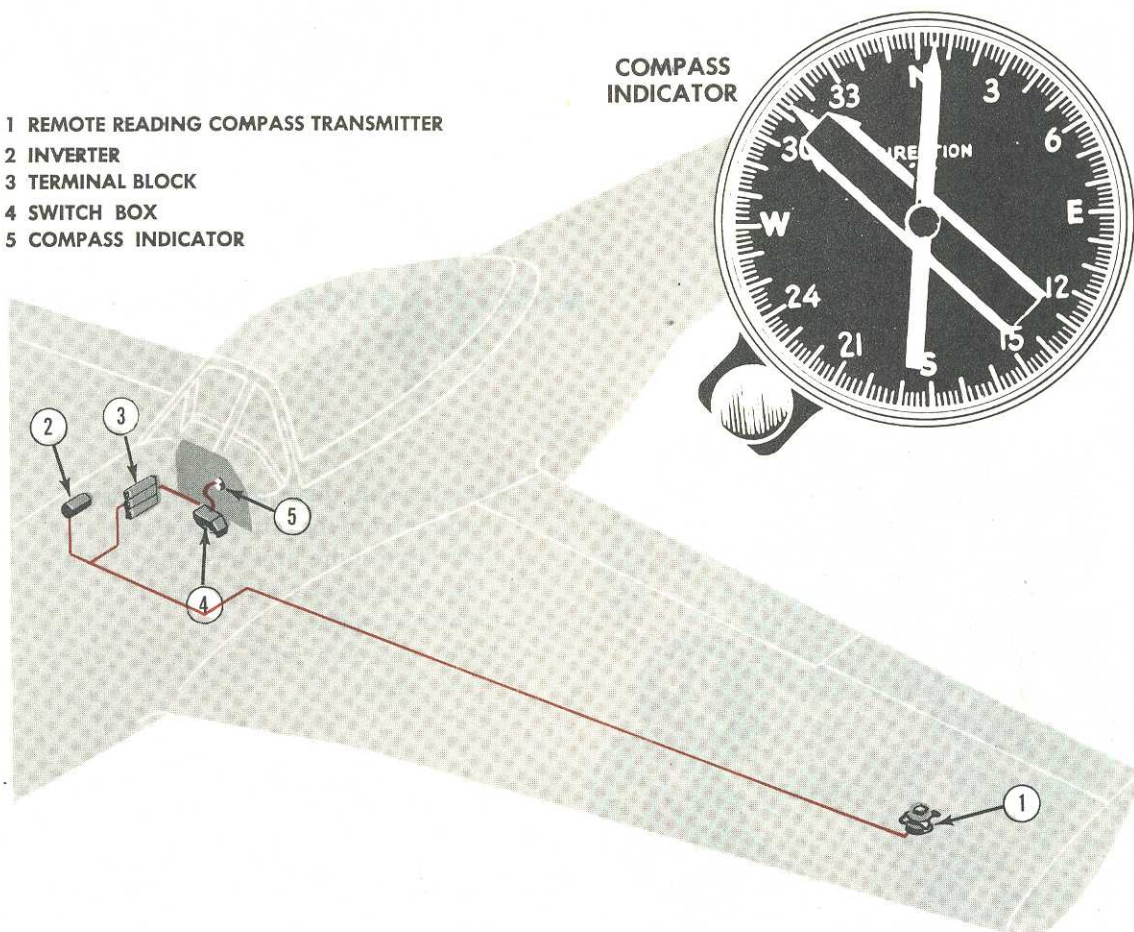 1 REMOTE READING COMPASS TRANSMITTER
2 INVERTER
3 TERMINAL BLOCK
4 SWITCH BOX
5 COMPASS INDICATOR
COMPASS
INDICATOR
N
3
6
E
12
15
S
21
24
W
30
33
2
3
5
4
1